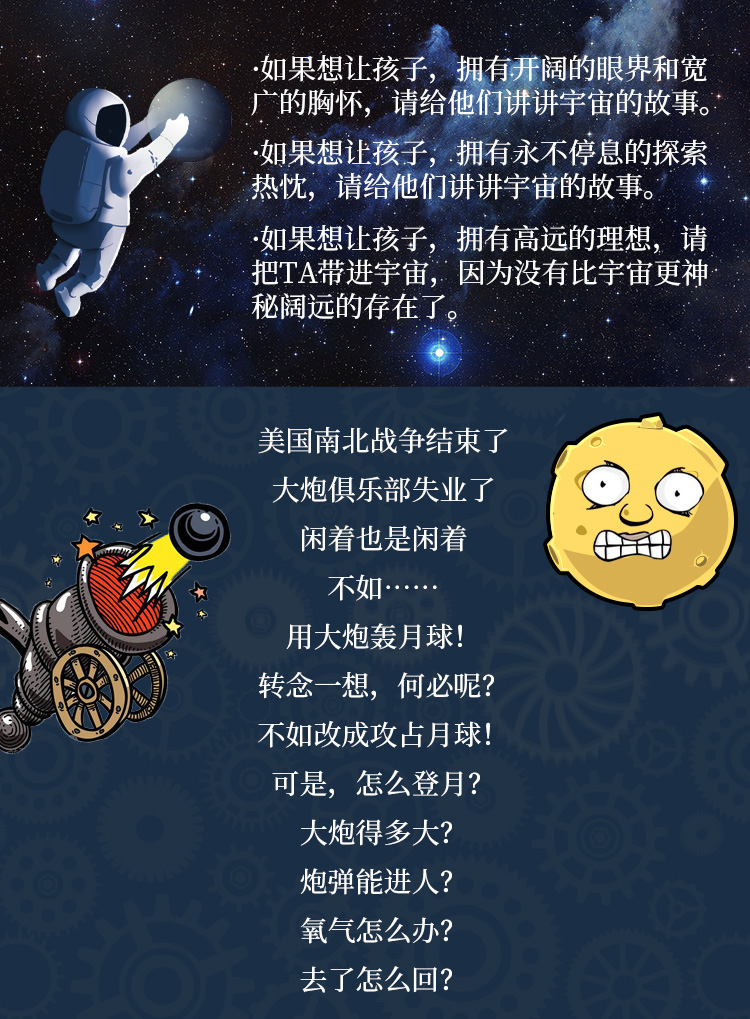 ·如果想让孩子，拥有开阔的眼界和宽
广的胸怀，请给他们讲讲宇宙的故事。
·如果想让孩子，拥有永不停息的探索
热忱，请给他们讲讲宇宙的故事。
·如果想让孩子，拥有高远的理想，请
把TA带进宇宙，因为没有比宇宙更神
秘阔远的存在了。
美国南北战争结束了
大炮俱乐部失业了
闲着也是闲着
不如……
用大炮轰月球！
转念一想，何必呢？
不如改成攻占月球！
可是，怎么登月？
大炮得多大？
炮弹能进人？
氧气怎么办？
去了怎么回？